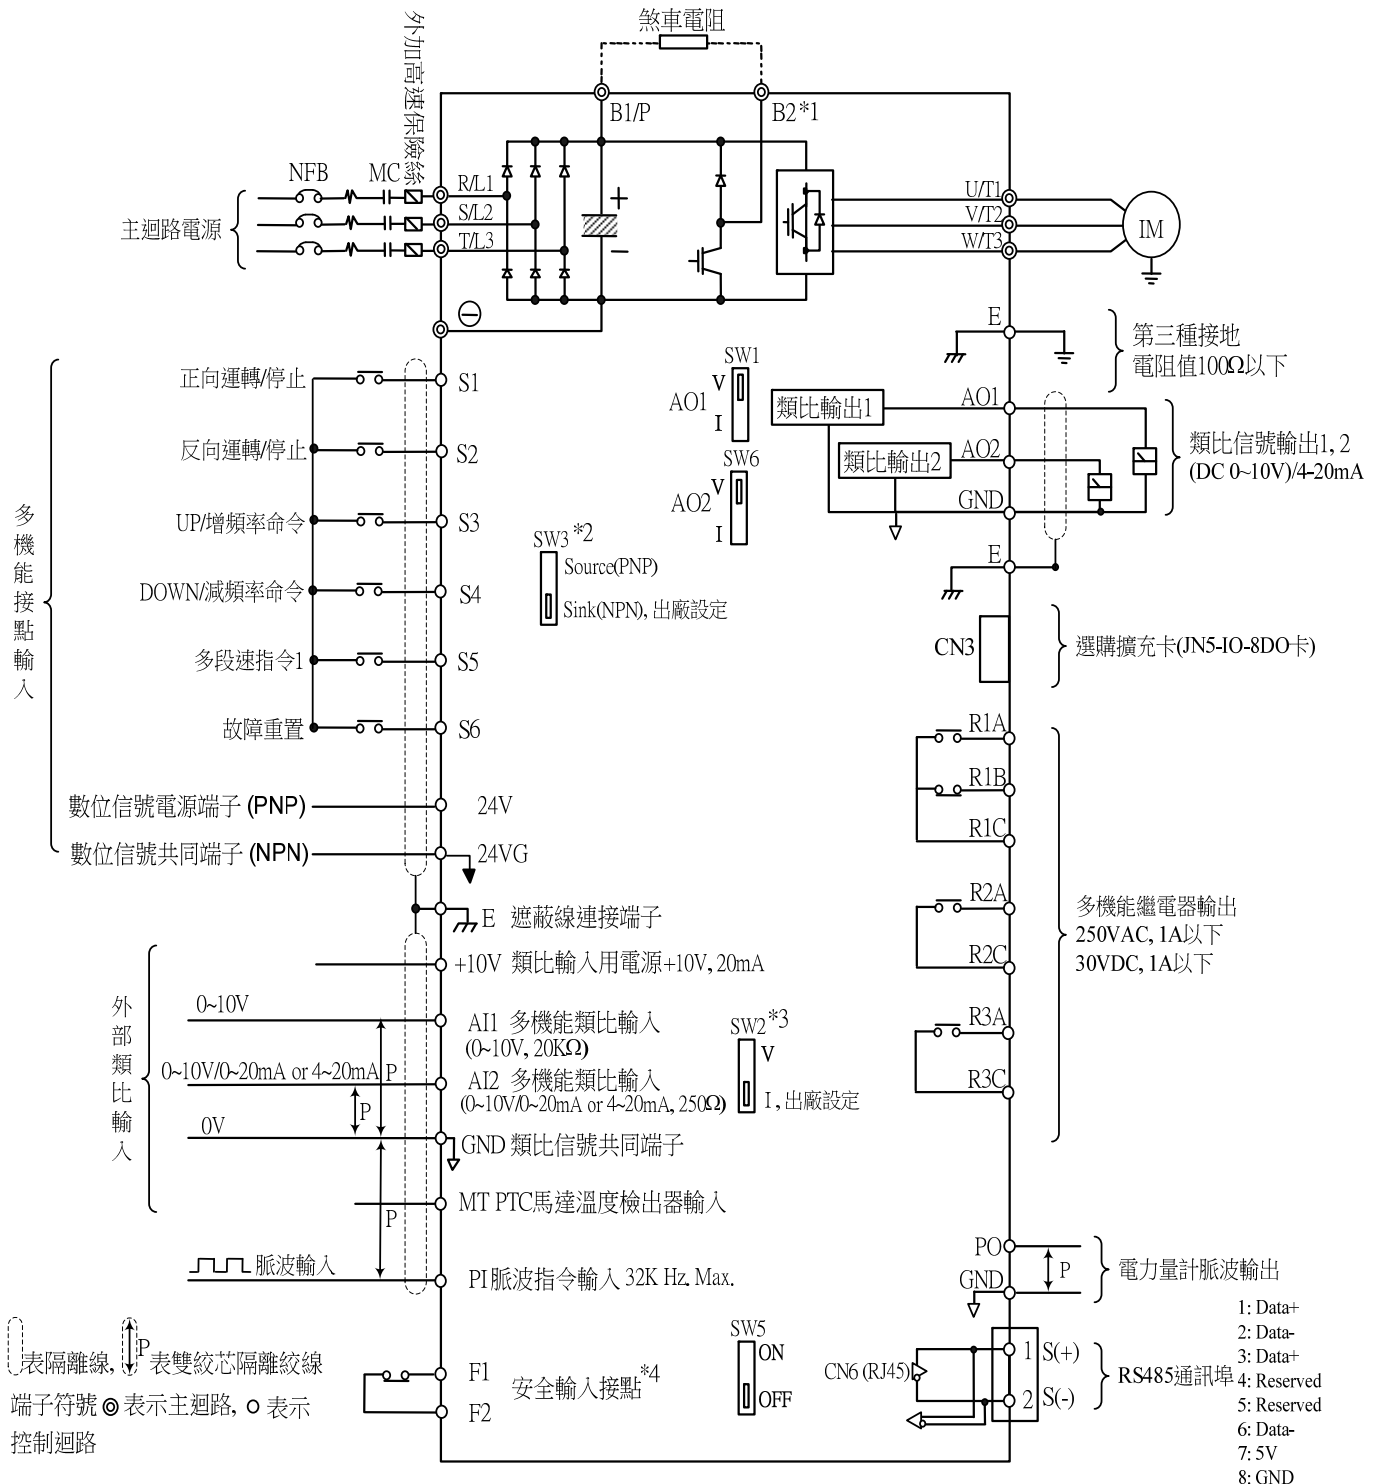 煞車電阻
外加高速保險絲
B1/P
B2*1
NFB
MC
R/L1
S/L2
T/L3
主迴路電源
+
−
U/T1
V/T2
W/T3
IM
E
第三種接地
電阻值100Ω以下
多機能接點輸入
正向運轉/停止
S1
反向運轉/停止
S2
UP/增頻率命令
S3
DOWN/減頻率命令
S4
多段速指令1
S5
故障重置
S6
數位信號電源端子 (PNP)
24V
數位信號共同端子 (NPN)
24VG
SW1
V
AO1
I
SW6
V
AO2
I
SW3 *2
Source(PNP)
Sink(NPN), 出廠設定
類比輸出1
AO1
類比輸出2
AO2
GND
類比信號輸出1, 2
(DC 0~10V)/4-20mA
E
CN3
選購擴充卡(JN5-IO-8DO卡)
R1A
R1B
R1C
R2A
R2C
R3A
R3C
多機能繼電器輸出
250VAC, 1A以下
30VDC, 1A以下
E 遮蔽線連接端子
+10V 類比輸入用電源+10V, 20mA
外部類比輸入
0~10V
AI1 多機能類比輸入
(0~10V, 20KΩ)
0~10V/0~20mA or 4~20mA
P
AI2 多機能類比輸入
(0~10V/0~20mA or 4~20mA, 250Ω)
P
0V
GND 類比信號共同端子
SW2*3
V
I , 出廠設定
MT PTC馬達溫度檢出器輸入
P
脈波輸入
PI 脈波指令輸入 32K Hz. Max.
PO
P
GND
電力量計脈波輸出
表隔離線,
P
表雙絞芯隔離絞線
端子符號 ◎ 表示主迴路, ○ 表示
控制迴路
F1
F2
安全輸入接點*4
SW5
ON
OFF
CN6 (RJ45)
1
S(+)
2
S(-)
RS485通訊埠
1: Data+
2: Data-
3: Data+
4: Reserved
5: Reserved
6: Data-
7: 5V
8: GND